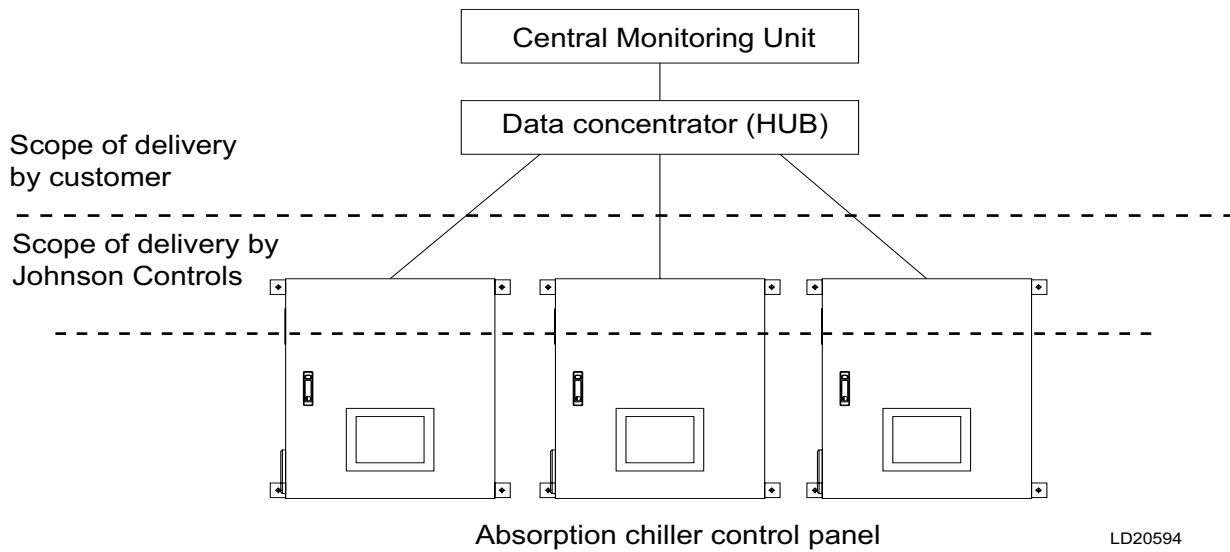 Central Monitoring Unit
Data concentrator (HUB)
Scope of delivery
by customer
Scope of delivery by
Johnson Controls
Absorption chiller control panel
LD20594